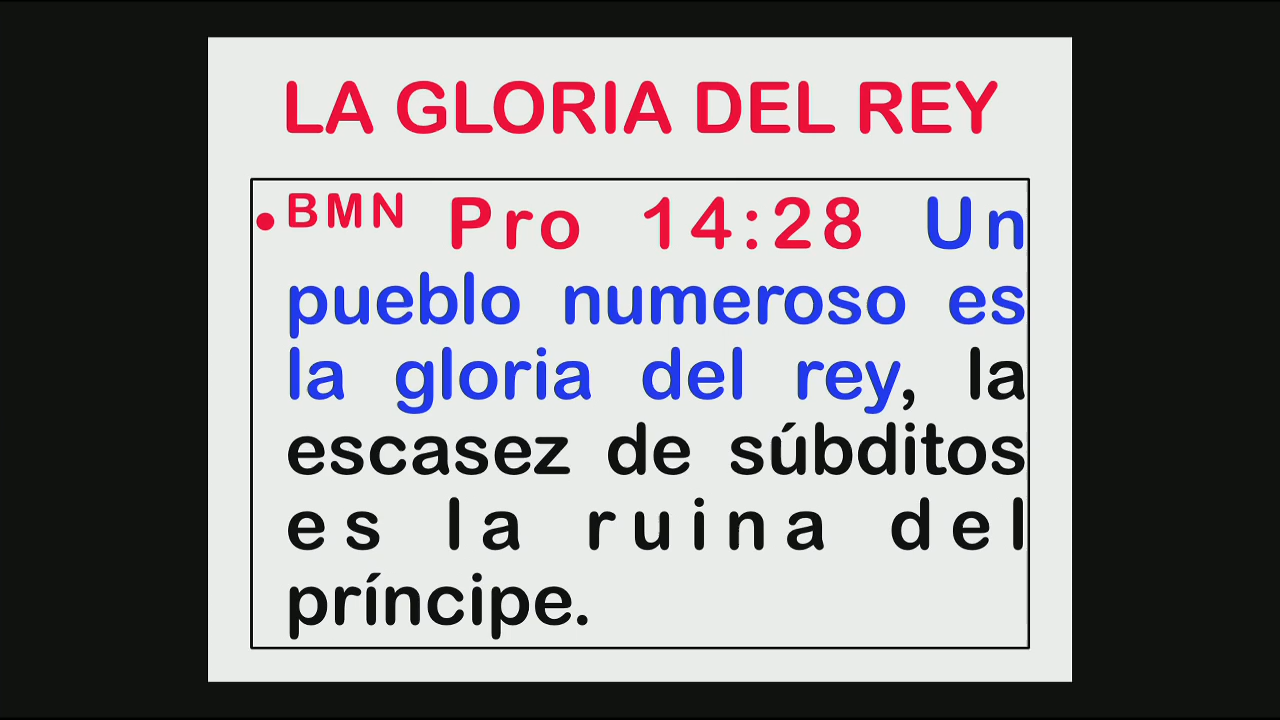 LA GLORIA DEL REY
•BMN Pro 14:28 Un
pueblo numeroso es
la gloria del rey, la
escasez de súbditos
es la ruina del
príncipe.